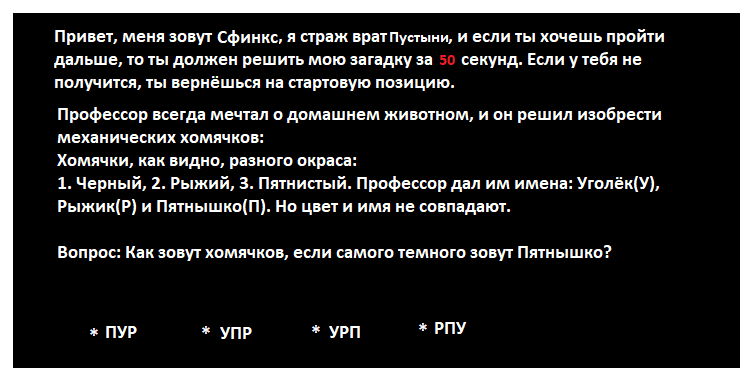 Привет, меня зовут Сфинкс, я страж врат Пустыни, и если ты хочешь пройти
дальше, то ты должен решить мою загадку за 50 секунд. Если у тебя не
получится, ты вернёшься на стартовую позицию.
Профессор всегда мечтал о домашнем животном, и он решил изобрести
механических хомячков:
Хомячки, как видно, разного окраса:
1. Черный, 2. Рыжий, 3. Пятнистый. Профессор дал им имена: Уголёк(У),
Рыжик(Р) и Пятнышко(П). Но цвет и имя не совпадают.
Вопрос: Как зовут хомячков, если самого темного зовут Пятнышко?
* ПУР * УПР * УРП * РПУ